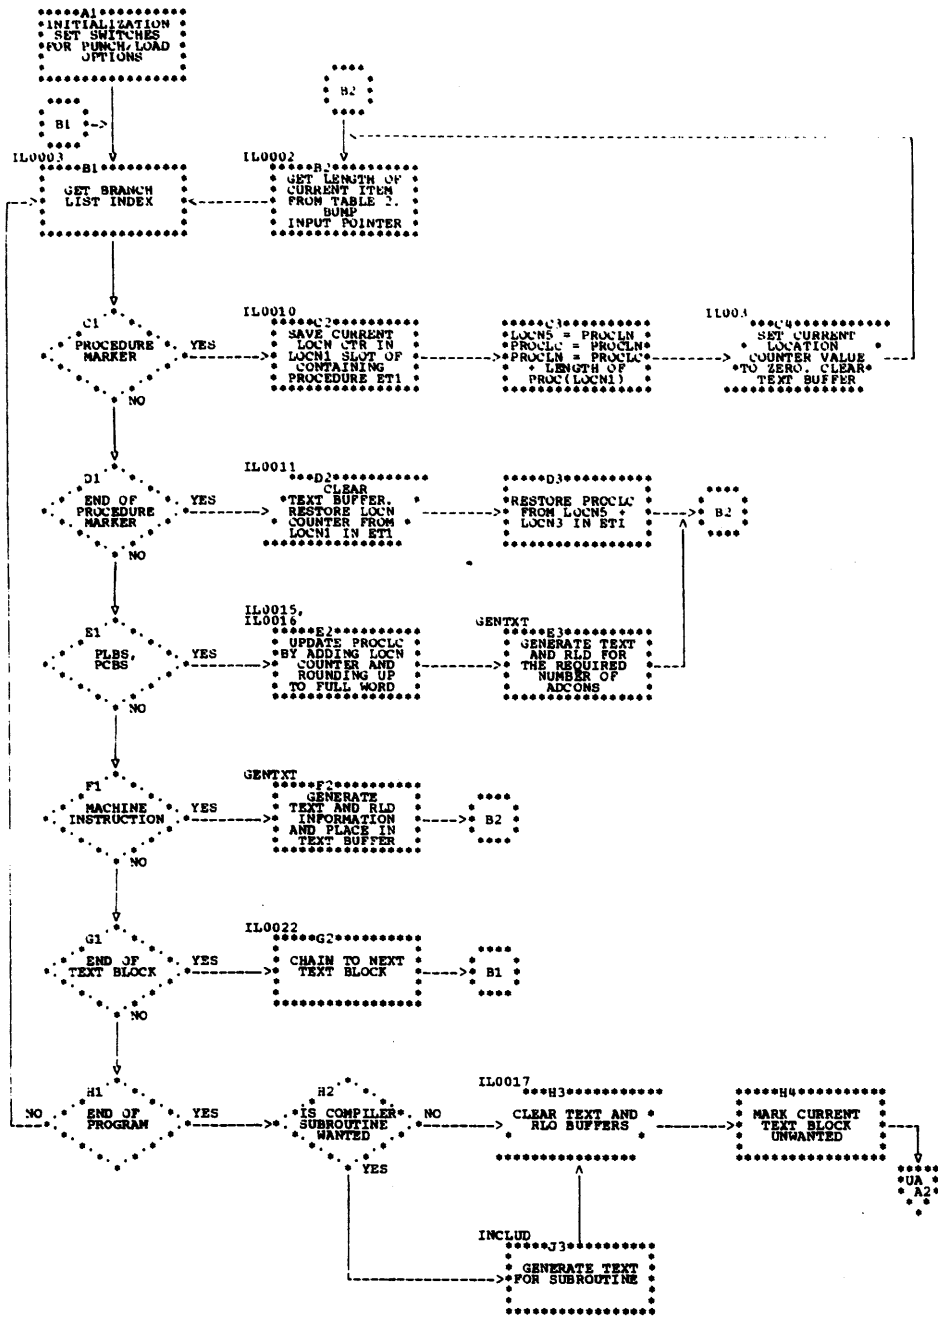 A1
INITIALIZATION
SET SWITCHES
FOR PUNCH/LOAD
OPTIONS
B2
B1
IL0003
B1
GET BRANCH
LIST INDEX
IL0002
B2
GET LENGTH OF
CURRENT ITEM
FROM TABLE 2.
BUMP
INPUT POINTER
C1
PROCEDURE
MARKER
YES
NO
IL0010
C2
SAVE CURRENT
LOCN CTR IN
LOCN1 SLOT OF
CONTAINING
PROCEDURE ET1
C3
LOCN5 = PROCLN
PROCLC = PROCLN
PROCLN = PROCLC
+ LENGTH OF
PROC(LOCN1)
IL003
C4
SET CURRENT
LOCATION
COUNTER VALUE
TO ZERO. CLEAR
TEXT BUFFER
D1
END OF
PROCEDURE
MARKER
YES
NO
IL0011
D2
CLEAR
TEXT BUFFER.
RESTORE LOCN
COUNTER FROM
LOCN1 IN ET1
D3
RESTORE PROCLC
FROM LOCN5 +
LOCN3 IN ET1
B2
E1
PLBS,
PCBS
YES
NO
IL0015,
IL0016
E2
UPDATE PROCLC
BY ADDING LOCN
COUNTER AND
ROUNDING UP
TO FULL WORD
GENTXT
E3
GENERATE TEXT
AND RLD FOR
THE REQUIRED
NUMBER OF
ADCONS
F1
MACHINE
INSTRUCTION
YES
NO
GENTXT
F2
GENERATE
TEXT AND RLD
INFORMATION
AND PLACE IN
TEXT BUFFER
B2
G1
END OF
TEXT BLOCK
YES
NO
IL0022
G2
CHAIN TO NEXT
TEXT BLOCK
B1
H1
END OF
PROGRAM
NO
YES
H2
IS COMPILER
SUBROUTINE
WANTED
NO
YES
IL0017
H3
CLEAR TEXT AND
RLD BUFFERS
H4
MARK CURRENT
TEXT BLOCK
UNWANTED
UA
A2
INCLUD
J3
GENERATE TEXT
FOR SUBROUTINE